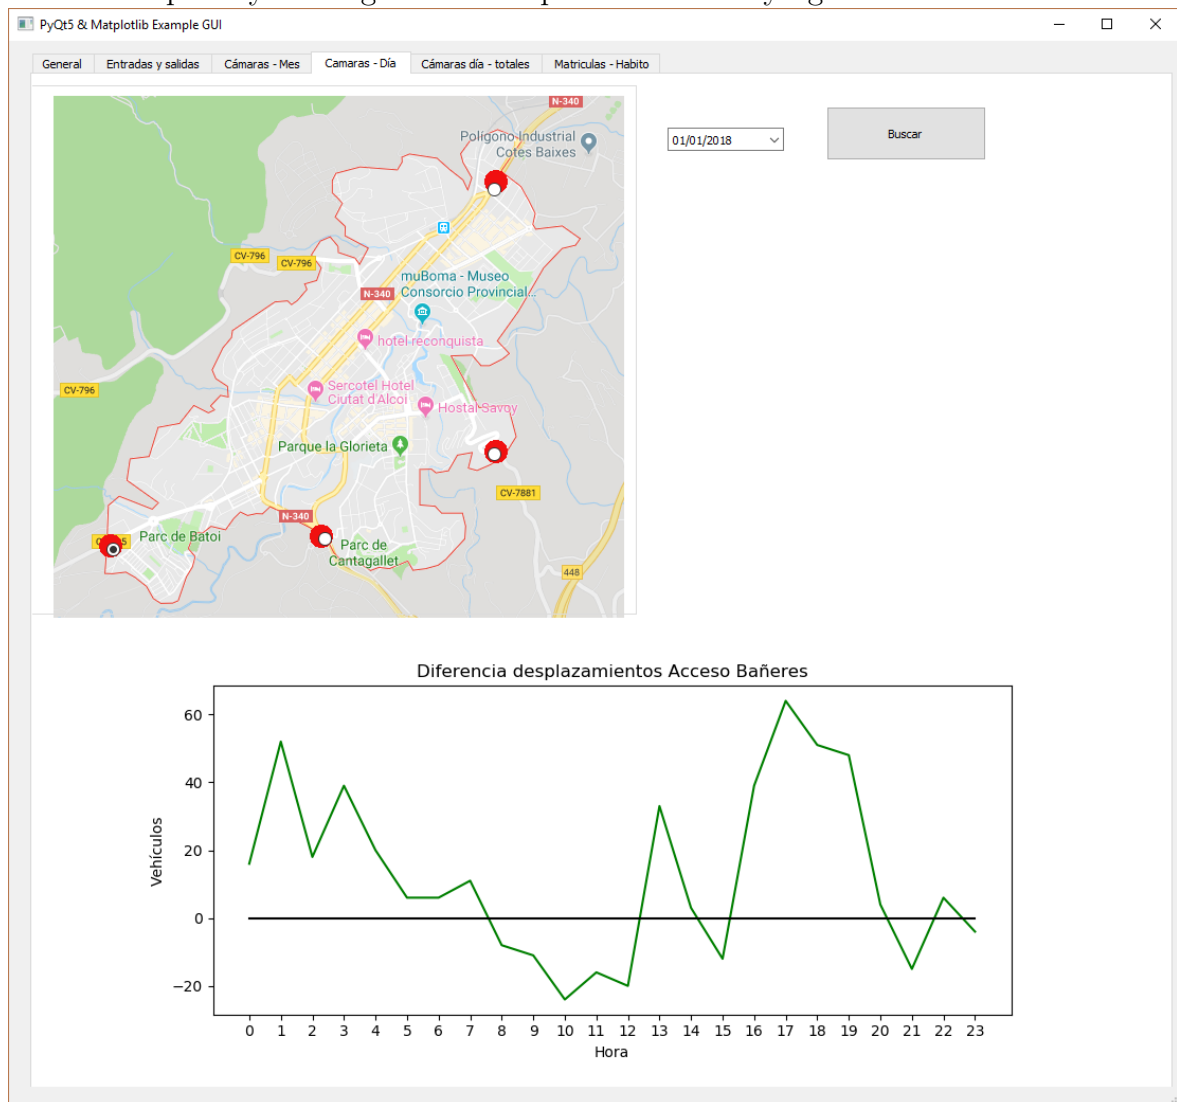 PyQt5 & Matplotlib Example GUI
General Entradas y salidas Cámaras - Mes Camaras - Día Cámaras día - totales Matriculas - Habito
N-340
Polígono Industrial
Cotes Baixes
01/01/2018
Buscar
CV-796
CV-796
muBoma - Museo
N-340 Consorcio Provincial...
hotel reconquista
CV-796
Sercotel Hotel
Ciutat d'Alcoi
Hostal Savoy
Parque la Glorieta
CV-7881
N-340
Parc de Batoi
Parc de
Cantagallet
448
Diferencia desplazamientos Acceso Bañeres
60
40
20
0
−20
Vehículos
0 1 2 3 4 5 6 7 8 9 10 11 12 13 14 15 16 17 18 19 20 21 22 23
Hora